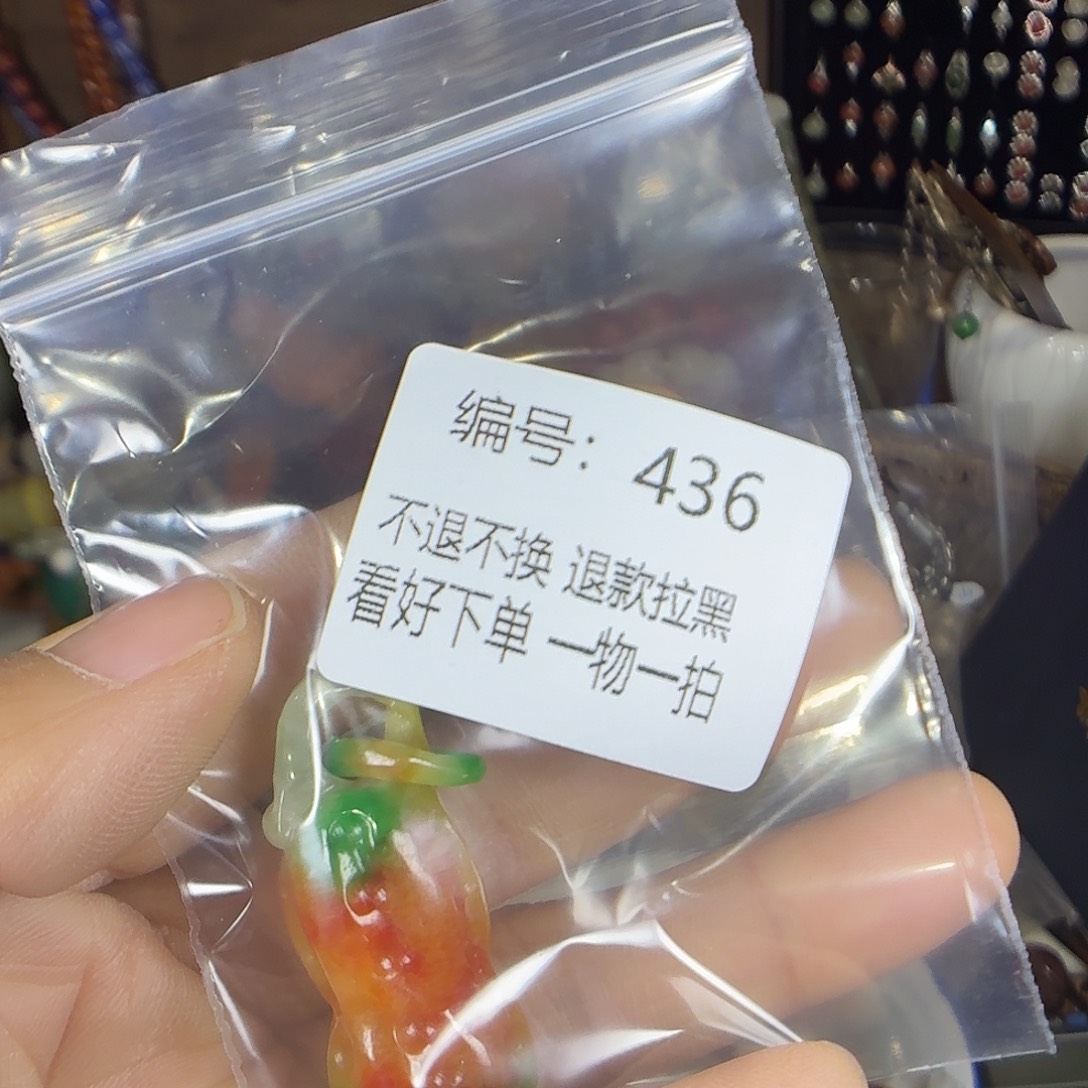 编号：436
不退不换 退款拉黑
看好下单 一物一拍